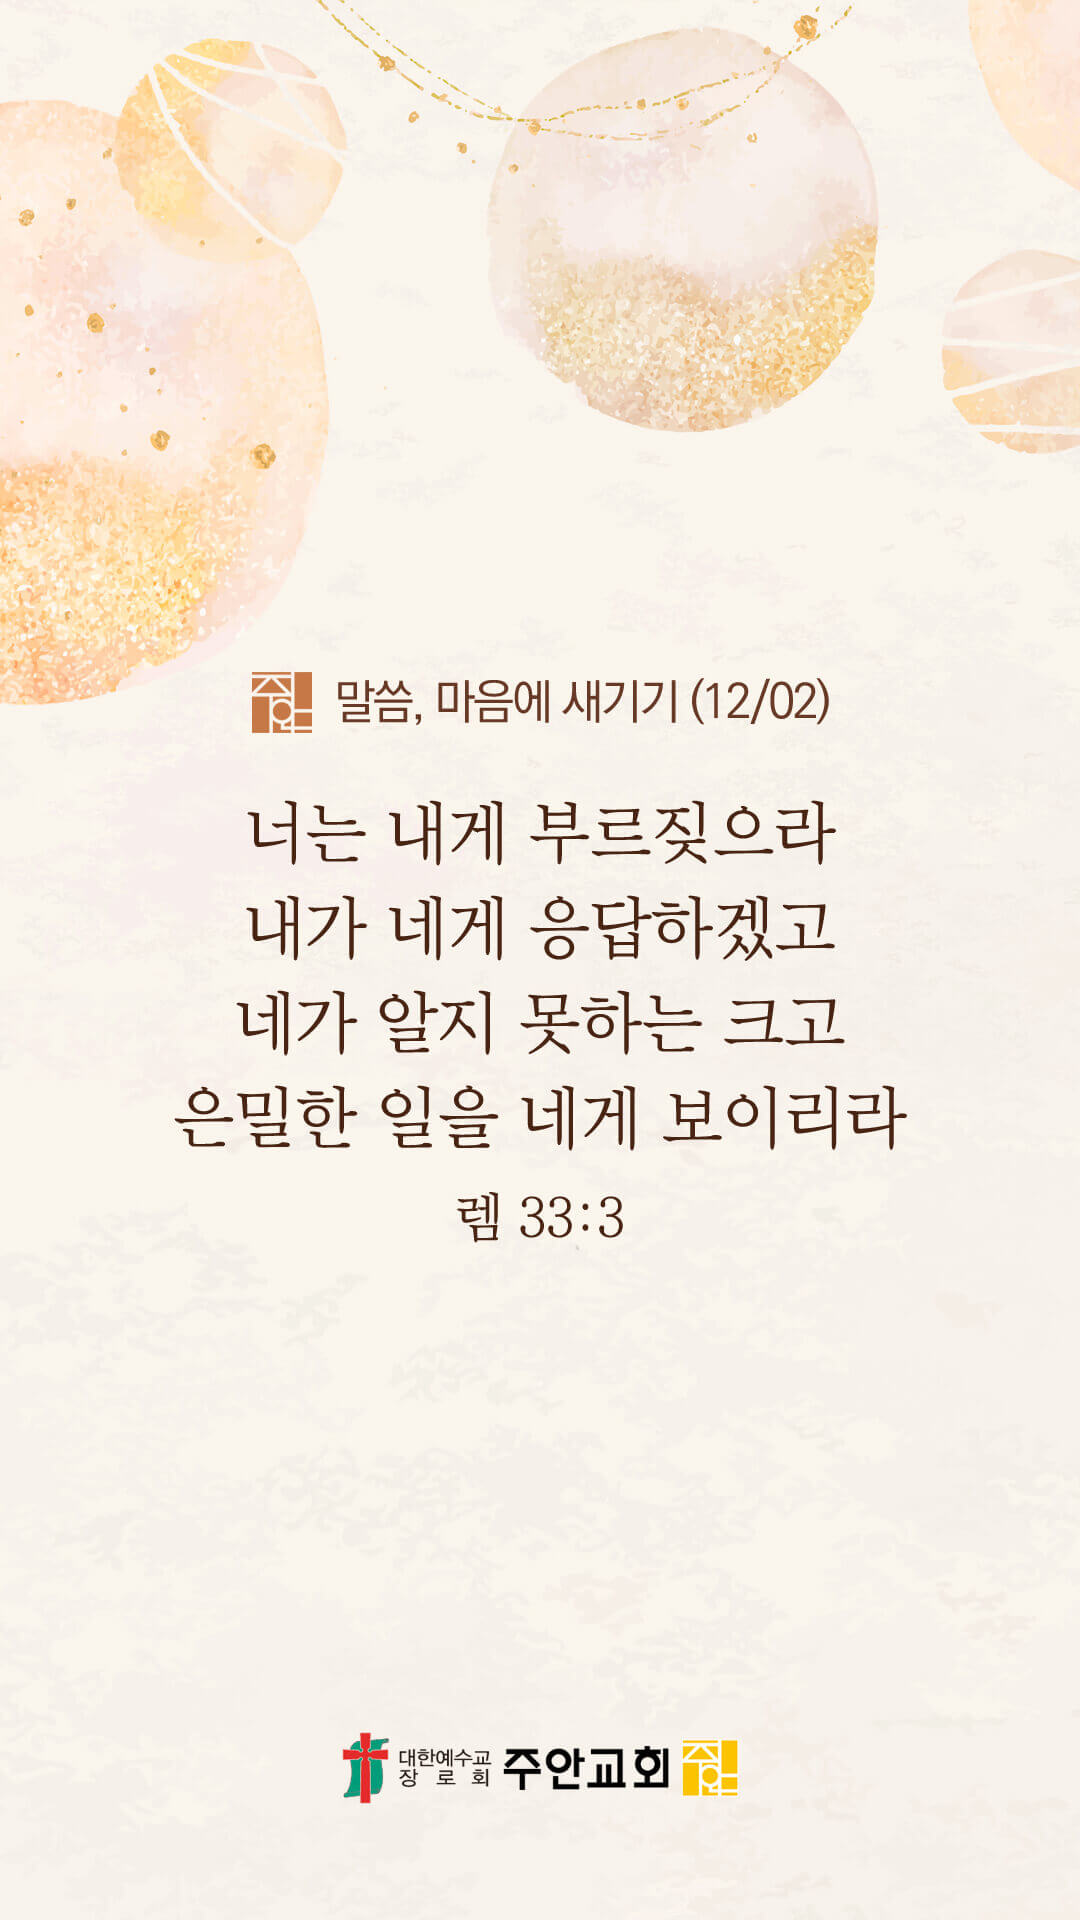 말씀, 마음에 새기기 (12/02)
너는 내게 부르짖으라
내가 네게 응답하겠고
네가 알지 못하는 크고
은밀한 일을 네게 보이리라
렘 33:3
대한예수교
장로회
주안교회